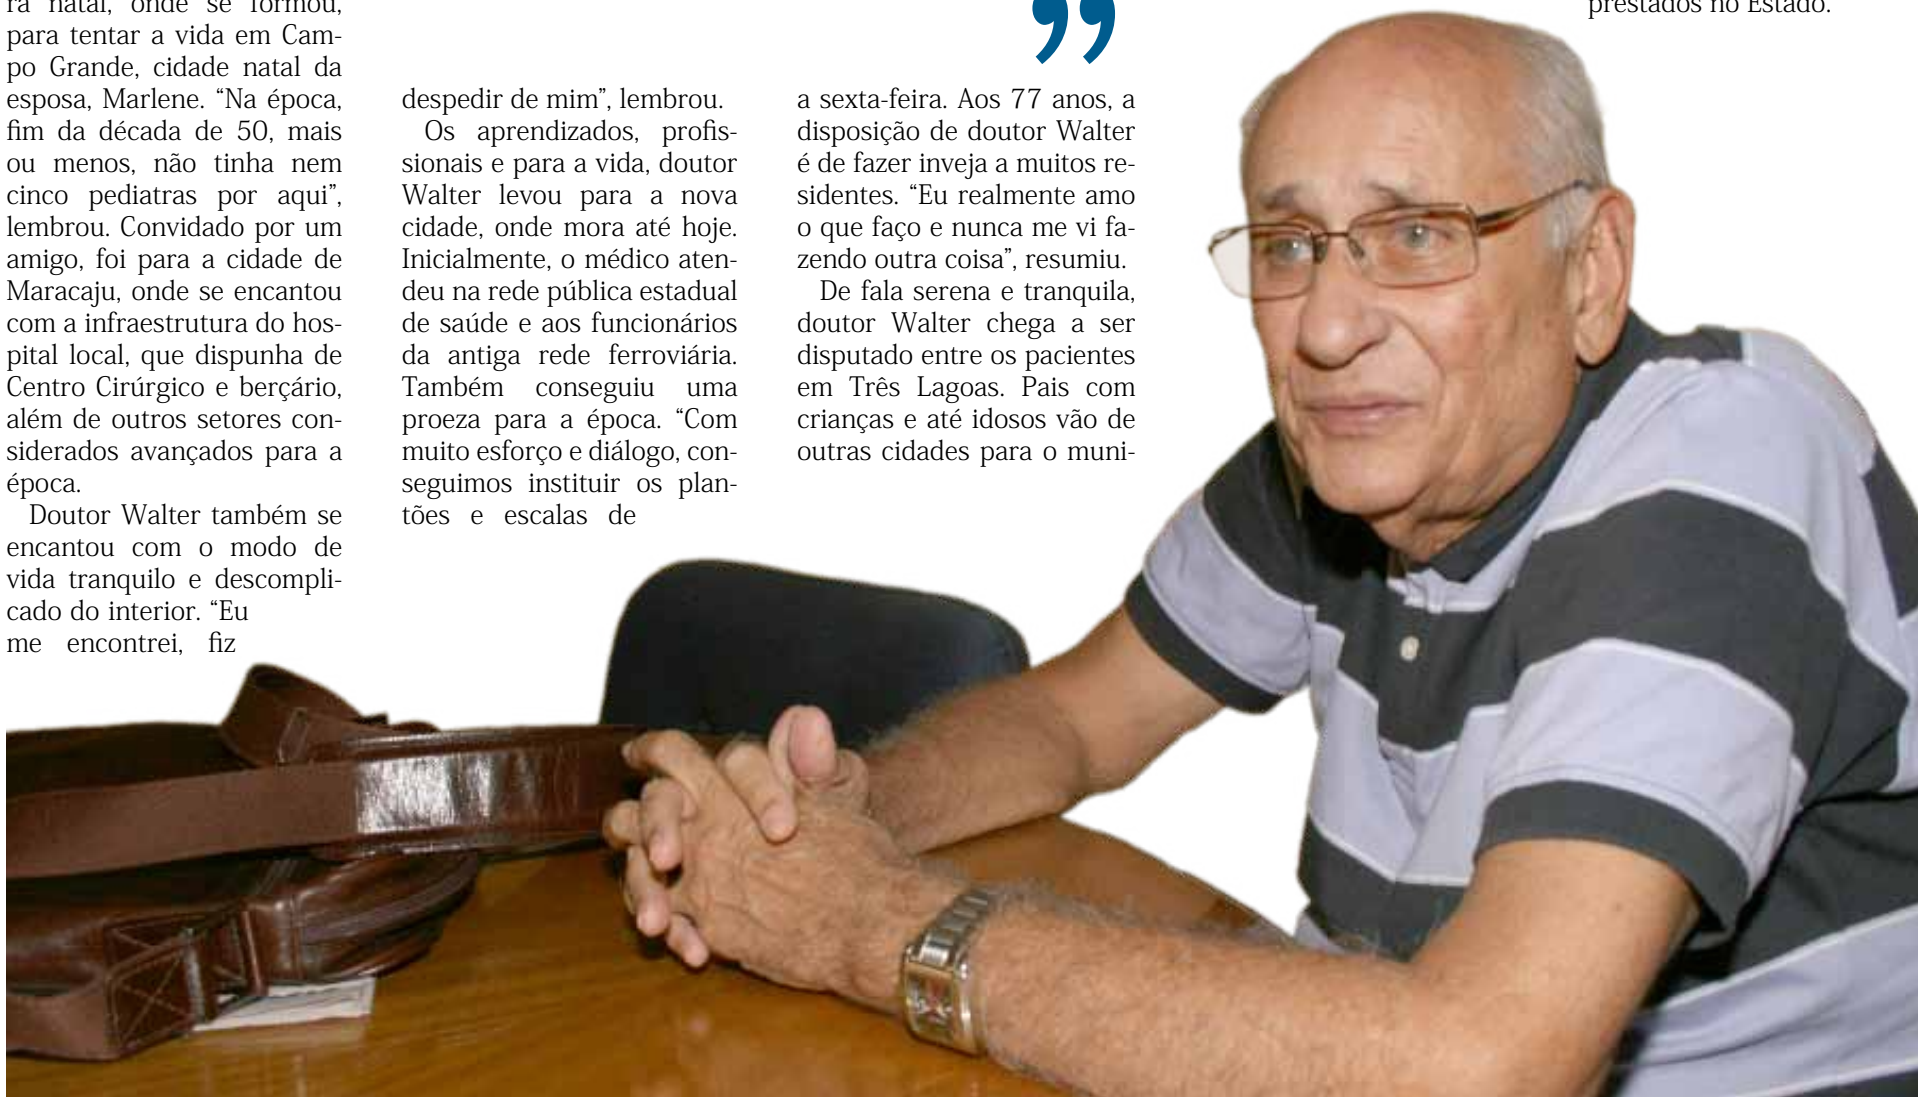 ra natal, onde se formou,
para tentar a vida em Cam-
po Grande, cidade natal da
esposa, Marlene. “Na época,
fim da década de 50, mais
ou menos, não tinha nem
cinco pediatras por aqui”,
lembrou. Convidado por um
amigo, foi para a cidade de
Maracaju, onde se encantou
com a infraestrutura do hos-
pital local, que dispunha de
Centro Cirúrgico e berçário,
além de outros setores con-
siderados avançados para a
época.
Doutor Walter também se
encantou com o modo de
vida tranquilo e descompli-
cado do interior. “Eu
me encontrei, fiz
despedir de mim”, lembrou.
Os aprendizados, profis-
sionais e para a vida, doutor
Walter levou para a nova
cidade, onde mora até hoje.
Inicialmente, o médico aten-
deu na rede pública estadual
de saúde e aos funcionários
da antiga rede ferroviária.
Também conseguiu uma
proeza para a época. “Com
muito esforço e diálogo, con-
seguimos instituir os plan-
tões e escalas de
”
a sexta-feira. Aos 77 anos, a
disposição de doutor Walter
é de fazer inveja a muitos re-
sidentes. “Eu realmente amo
o que faço e nunca me vi fa-
zendo outra coisa”, resumiu.
De fala serena e tranquila,
doutor Walter chega a ser
disputado entre os pacientes
em Três Lagoas. Pais com
crianças e até idosos vão de
outras cidades para o muni-
prestados no Estado.